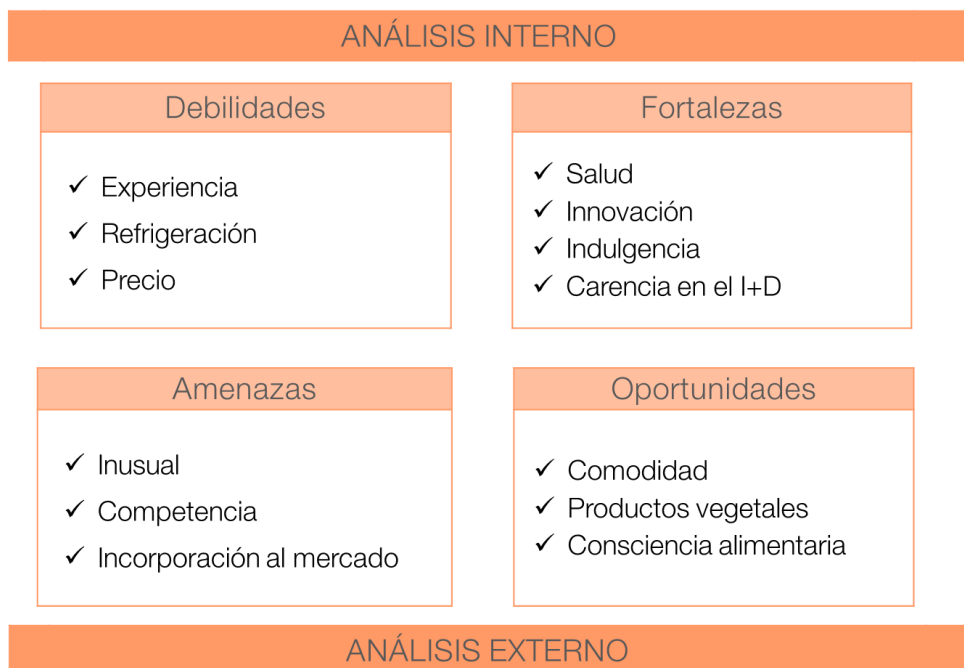 ANÁLISIS INTERNO
Debilidades
✓ Experiencia
✓ Refrigeración
✓ Precio
Fortalezas
✓ Salud
✓ Innovación
✓ Indulgencia
✓ Carencia en el I+D
Amenazas
✓ Inusual
✓ Competencia
✓ Incorporación al mercado
Oportunidades
✓ Comodidad
✓ Productos vegetales
✓ Consciencia alimentaria
ANÁLISIS EXTERNO